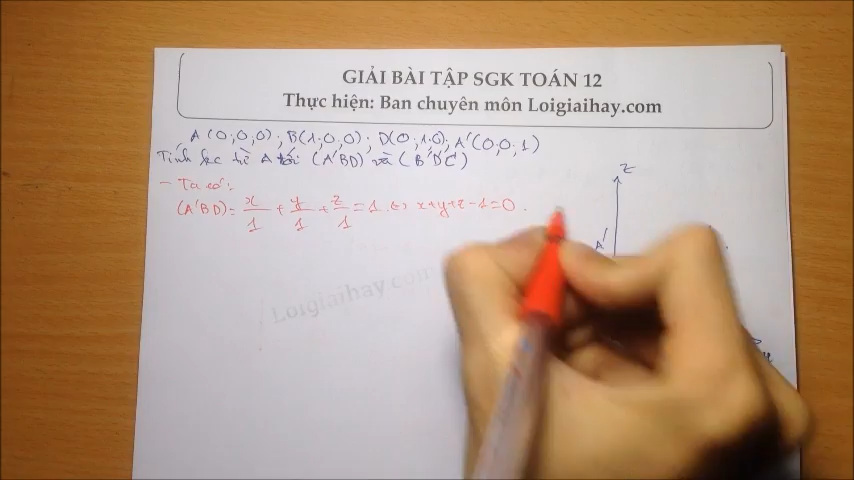 GIẢI BÀI TẬP SGK TOÁN 12
Thực hiện: Ban chuyên môn Loigiaihay.com
A(0;0;0); B(1;0;0); D(0;1;0); A'(0;0;1)
Tính k/c từ A tới (A'BD) và (B'D'C)
- Ta có:
(A'BD): x/1 + y/1 + z/1 = 1 ⇔ x+y+z-1=0.
z
A'
y
Loigiaihay.com